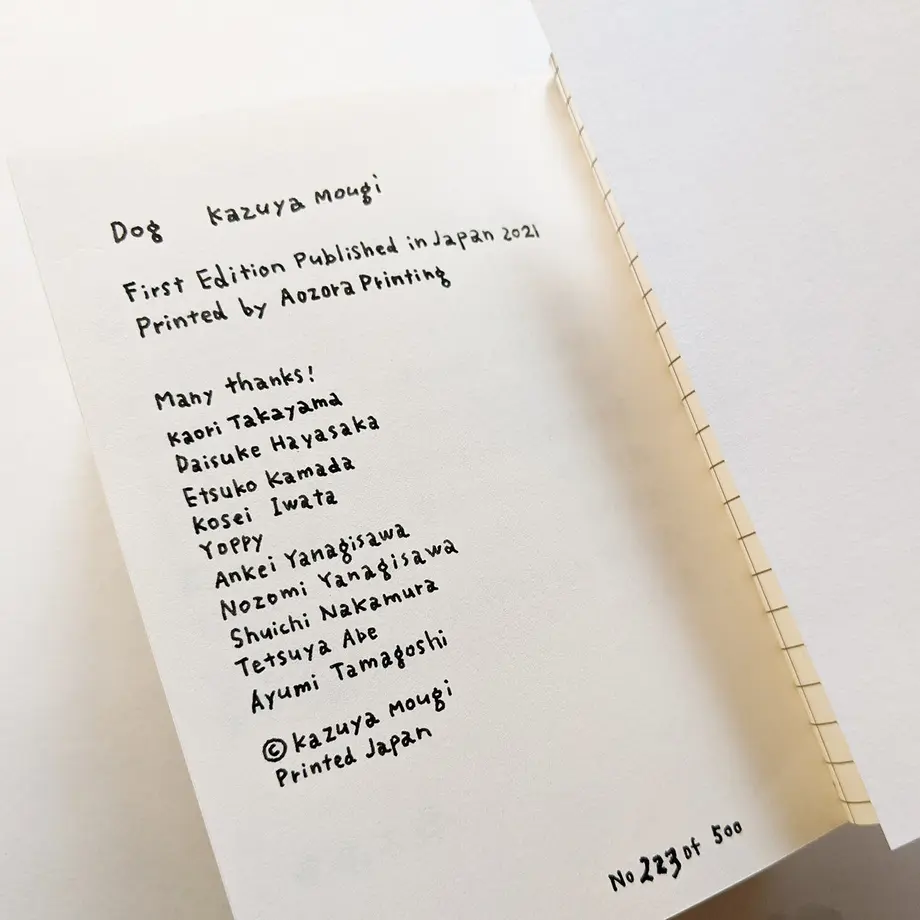 Dog Kazuya Mougi
First Edition Published in Japan 2021
Printed by Aozora Printing
Many thanks!
Kaori Takayama
Daisuke Hayasaka
Etsuko Kamada
Kosei Iwata
YOPPY
Ankei Yanagisawa
Nozomi Yanagisawa
Shuichi Nakamura
Tetsuya Abe
Ayumi Tamagoshi
© Kazuya Mougi
Printed Japan
No 223 of 500